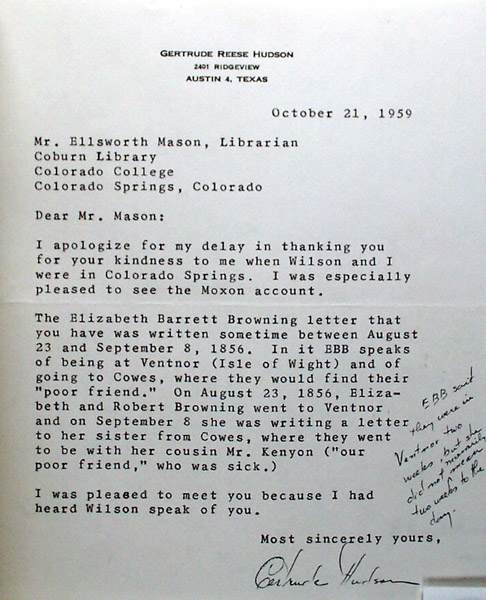 GERTRUDE REESE HUDSON
2401 RIDGEVIEW
AUSTIN 4, TEXAS
October 21, 1959
Mr. Ellsworth Mason, Librarian
Coburn Library
Colorado College
Colorado Springs, Colorado
Dear Mr. Mason:
I apologize for my delay in thanking you
for your kindness to me when Wilson and I
were in Colorado Springs. I was especially
pleased to see the Moxon account.
The Elizabeth Barrett Browning letter that
you have was written sometime between August
23 and September 8, 1856. In it EBB speaks
of being at Ventnor (Isle of Wight) and of
going to Cowes, where they would find their
"poor friend." On August 23, 1856, Eliza-
beth and Robert Browning went to Ventnor
and on September 8 she was writing a letter
to her sister from Cowes, where they went
to be with her cousin Mr. Kenyon ("our
poor friend," who was sick.)
EBB said
they were in
Ventnor two
weeks but she
did not necessarily
mean
two weeks to the
day.
I was pleased to meet you because I had
heard Wilson speak of you.
Most sincerely yours,
Gertrude Hudson